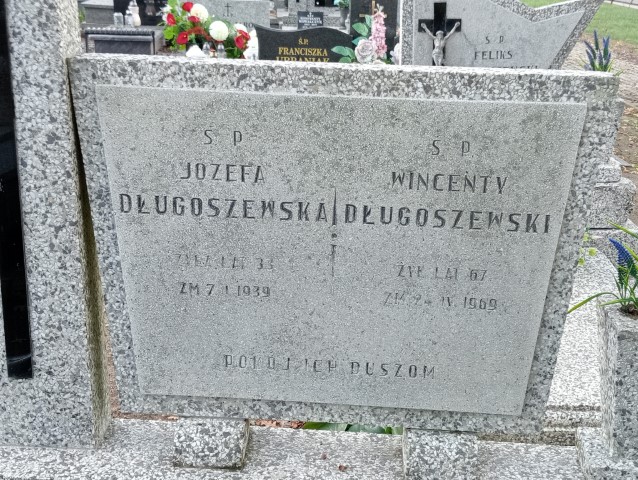 Ś.P.
FRANCISZKA
URBANIAK
S P
FELIKS
S P
JÓZEFA
DŁUGOSZEWSKA
ŻYŁA LAT 33
ZM 7 I 1939
S P
WINCENTY
DŁUGOSZEWSKI
ŻYŁ LAT 67
ZM IV 1969
POKÓJ ICH DUSZOM